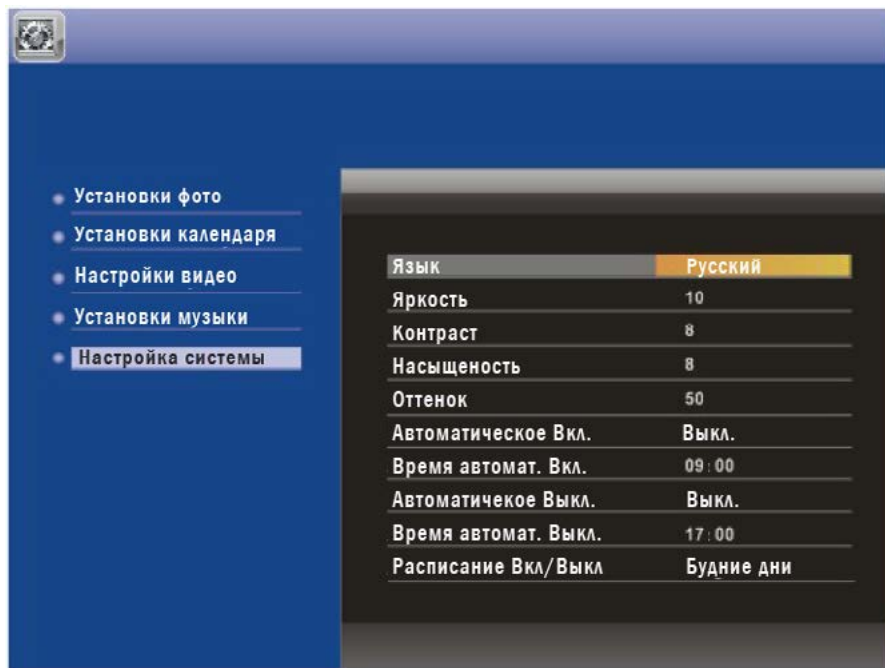 Установки фото
Установки календаря
Настройки видео
Установки музыки
Настройка системы
Язык Русский
Яркость 10
Контраст 8
Насыщеность 8
Оттенок 50
Автоматическое Вкл. Выкл.
Время автомат. Вкл. 09:00
Автоматичекое Выкл. Выкл.
Время автомат. Выкл. 17:00
Расписание Вкл/Выкл Будние дни